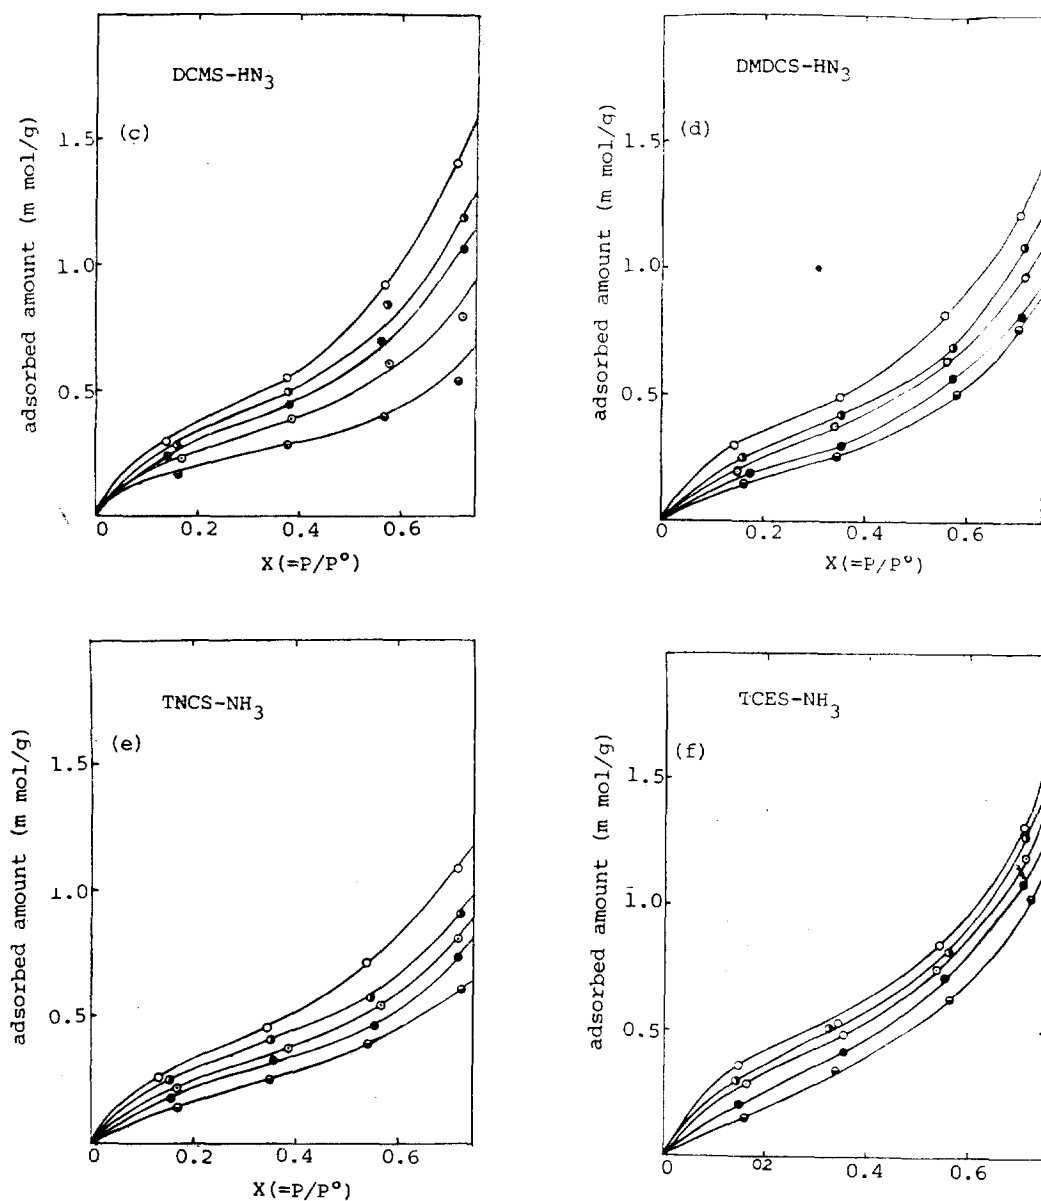 DCMS-HN3
(c)
1.5
1.0
0.5
adsorbed amount (m mol/g)
0 0.2 0.4 0.6
X(=P/P°)
DMDCS-HN3
(d)
1.5
1.0
0.5
adsorbed amount (m mol/g)
0 0.2 0.4 0.6
X(=P/P°)
TNCS-NH3
(e)
1.5
1.0
0.5
adsorbed amount (m mol/g)
0 0.2 0.4 0.6
X(=P/P°)
TCES-NH3
(f)
1.5
1.0
0.5
adsorbed amount (m mol/g)
0 02 0.4 0.6
X(=P/P°)